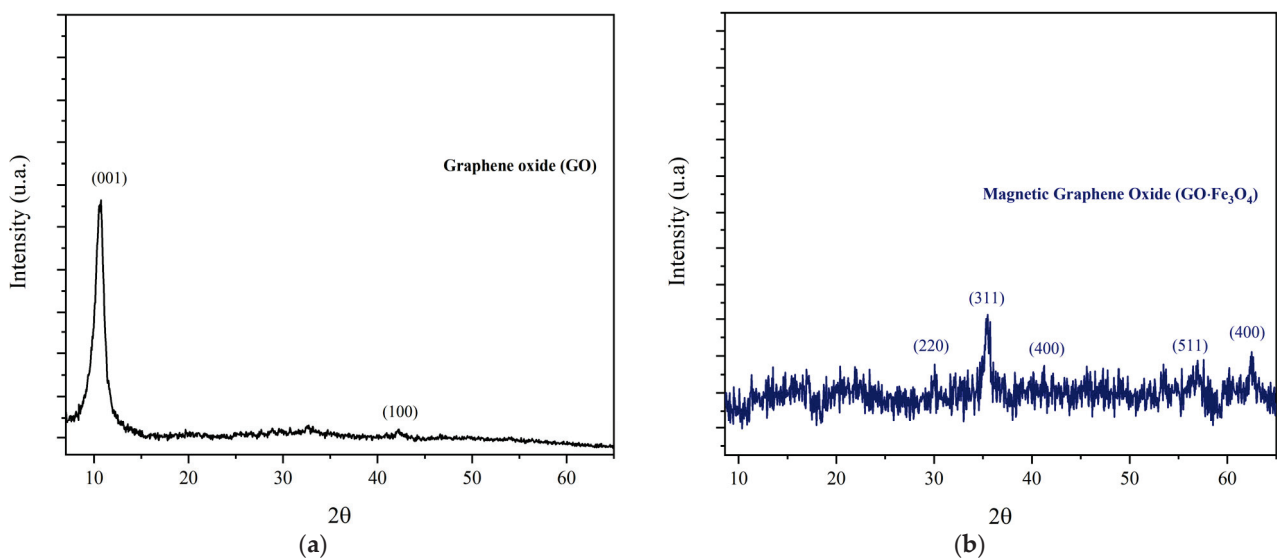 Intensity (u.a.)
(001)
(100)
Graphene oxide (GO)
10 20 30 40 50 60
2θ
(a)
Intensity (u.a)
Magnetic Graphene Oxide (GO·Fe₃O₄)
(220)
(311)
(400)
(511)
(400)
10 20 30 40 50 60
2θ
(b)